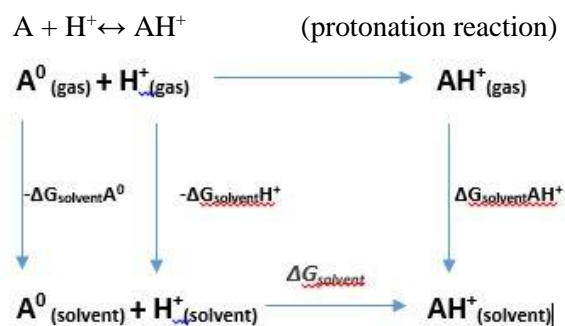 A + H⁺↔ AH⁺ (protonation reaction)
A⁰ (gas) + H⁺(gas) AH⁺(gas)
-ΔGsolventA⁰ -ΔGsolventH⁺ ΔGsolventAH⁺
ΔGsolvent
A⁰ (solvent) + H⁺(solvent) AH⁺(solvent)